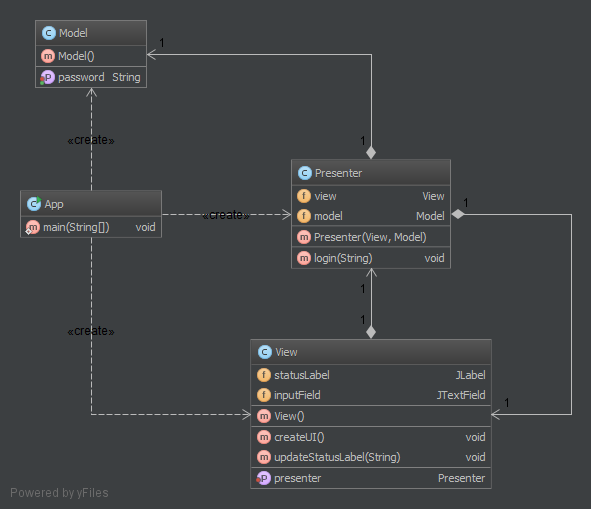 Model
Model()
password String
1
«create»
1
Presenter
view View
model Model
Presenter(View, Model)
login(String) void
App
main(String[]) void
«create»
1
1
1
«create»
View
statusLabel JLabel
inputField JTextField
View()
createUI() void
updateStatusLabel(String) void
presenter Presenter
1
Powered by yFiles